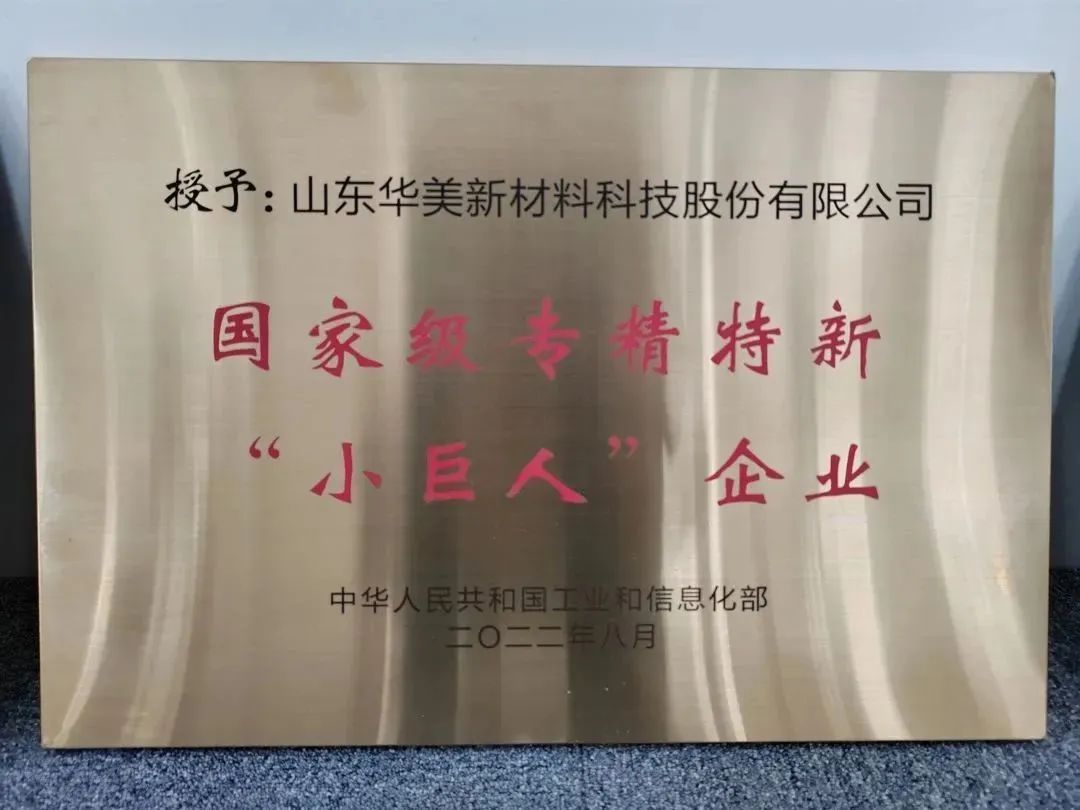 授予:山东华美新材料科技股份有限公司
国家级专精特新
“小巨人”企业
中华人民共和国工业和信息化部
二〇二二年八月